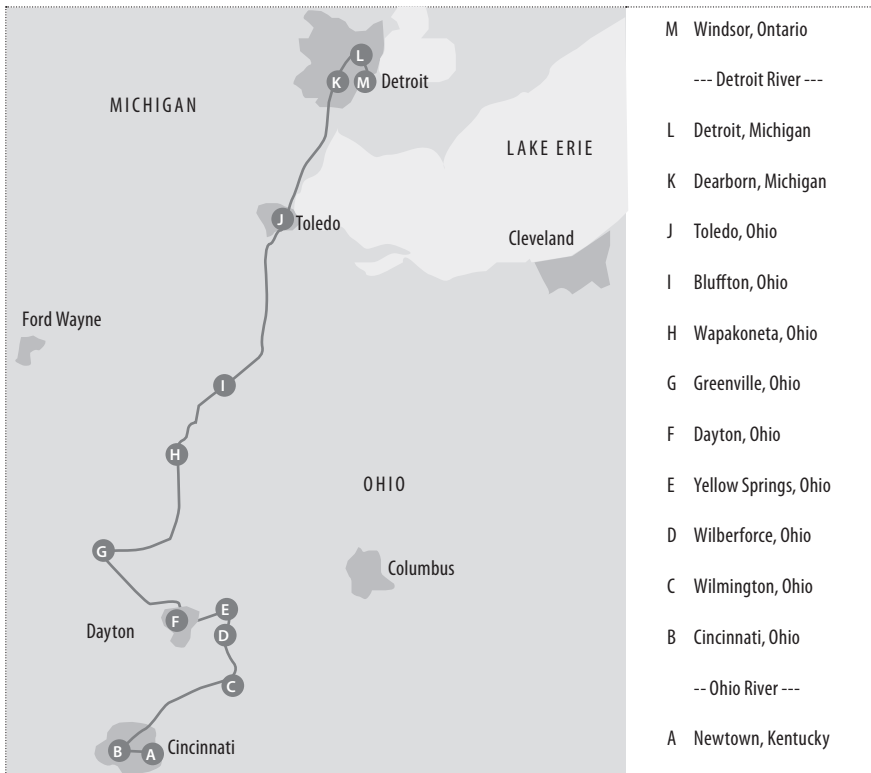 L
K
M
Detroit
MICHIGAN
LAKE ERIE
J
Toledo
Cleveland
Ford Wayne
I
H
OHIO
G
Columbus
E
F
D
Dayton
C
B
A
Cincinnati
M Windsor, Ontario
--- Detroit River ---
L Detroit, Michigan
K Dearborn, Michigan
J Toledo, Ohio
I Bluffton, Ohio
H Wapakoneta, Ohio
G Greenville, Ohio
F Dayton, Ohio
E Yellow Springs, Ohio
D Wilberforce, Ohio
C Wilmington, Ohio
B Cincinnati, Ohio
-- Ohio River ---
A Newtown, Kentucky